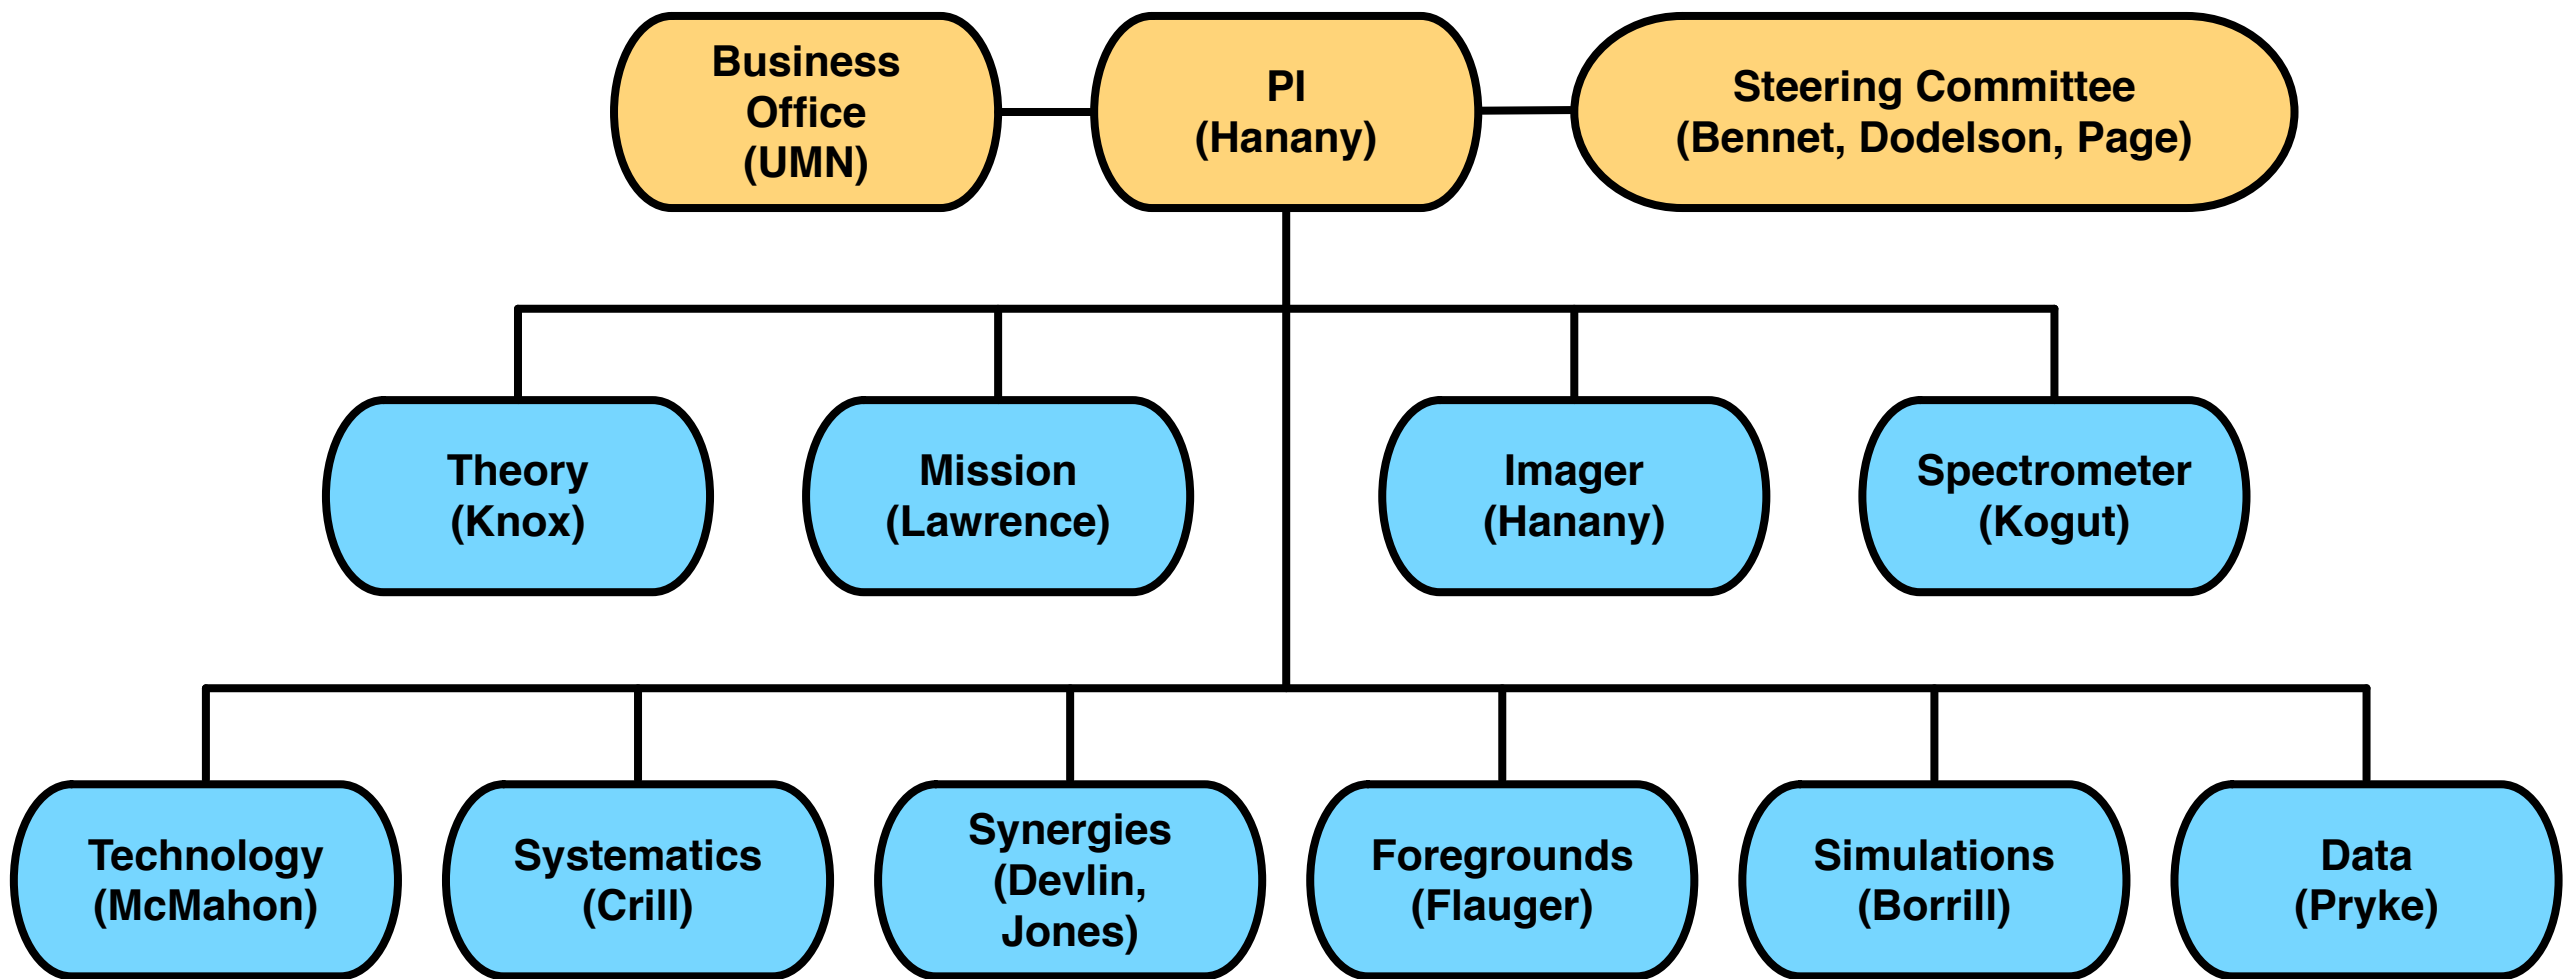 Business
Office
(UMN)
PI
(Hanany)
Steering Committee
(Bennet, Dodelson, Page)
Theory
(Knox)
Mission
(Lawrence)
Imager
(Hanany)
Spectrometer
(Kogut)
Technology
(McMahon)
Systematics
(Crill)
Synergies
(Devlin,
Jones)
Foregrounds
(Flauger)
Simulations
(Borrill)
Data
(Pryke)